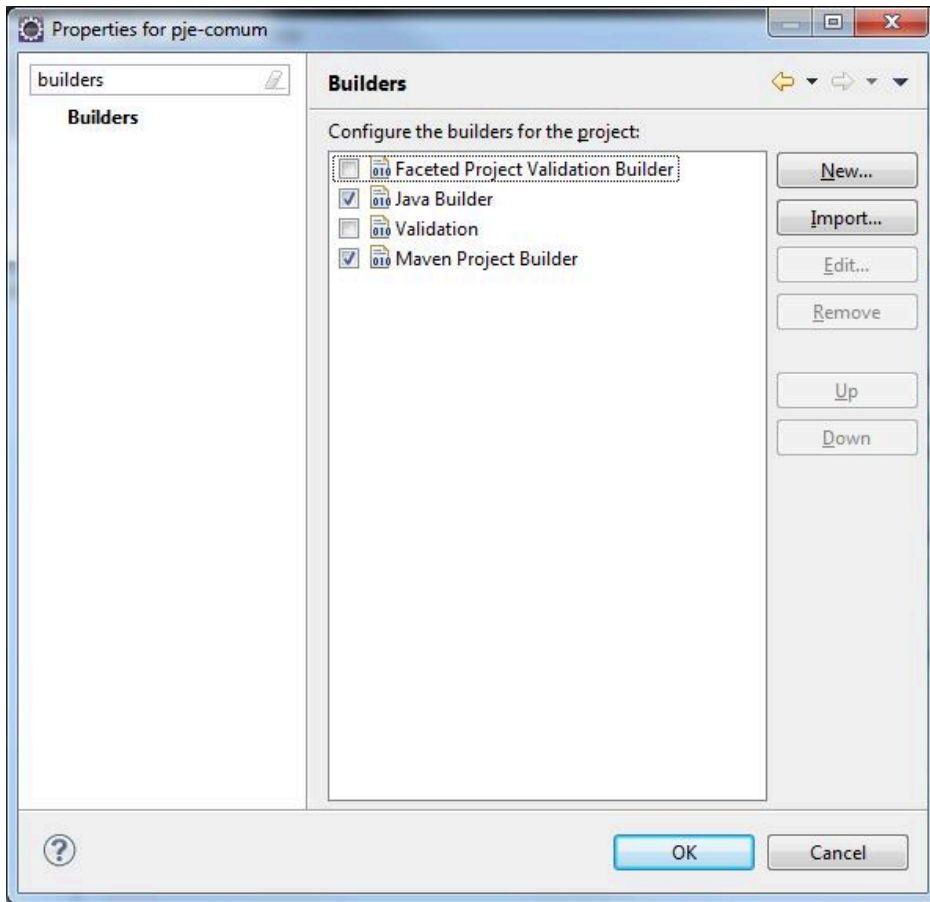 Properties for pje-comum
builders
Builders
Builders
Configure the builders for the project:
Faceted Project Validation Builder
Java Builder
Validation
Maven Project Builder
New...
Import...
Edit...
Remove
Up
Down
OK
Cancel